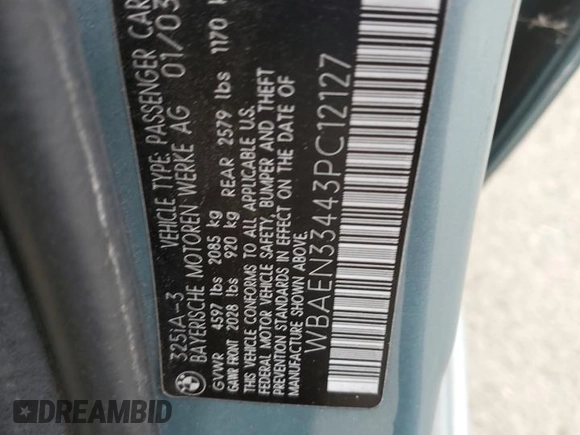 325iA-3 VEHICLE TYPE: PASSENGER CAR
BAYERISCHE MOTOREN WERKE AG 01/03
GVWR 4597 lbs 2085 kg
GAWR FRONT 2028 lbs 920 kg REAR 2579 lbs 1170
THIS VEHICLE CONFORMS TO ALL APPLICABLE U.S.
FEDERAL MOTOR VEHICLE SAFETY, BUMPER AND THEFT
PREVENTION STANDARDS IN EFFECT ON THE DATE OF
MANUFACTURE SHOWN ABOVE.
WBAEN33443PC12127
DREAMBID